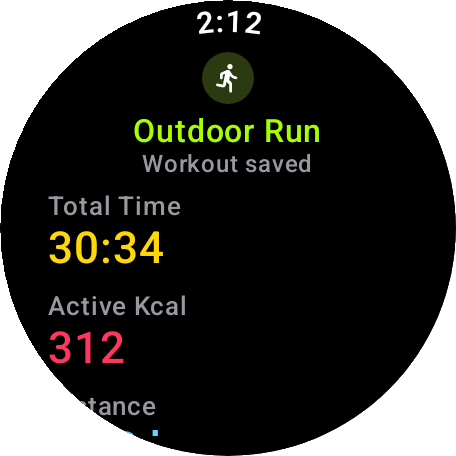 2:12
Outdoor Run
Workout saved
Total Time
30:34
Active Kcal
312